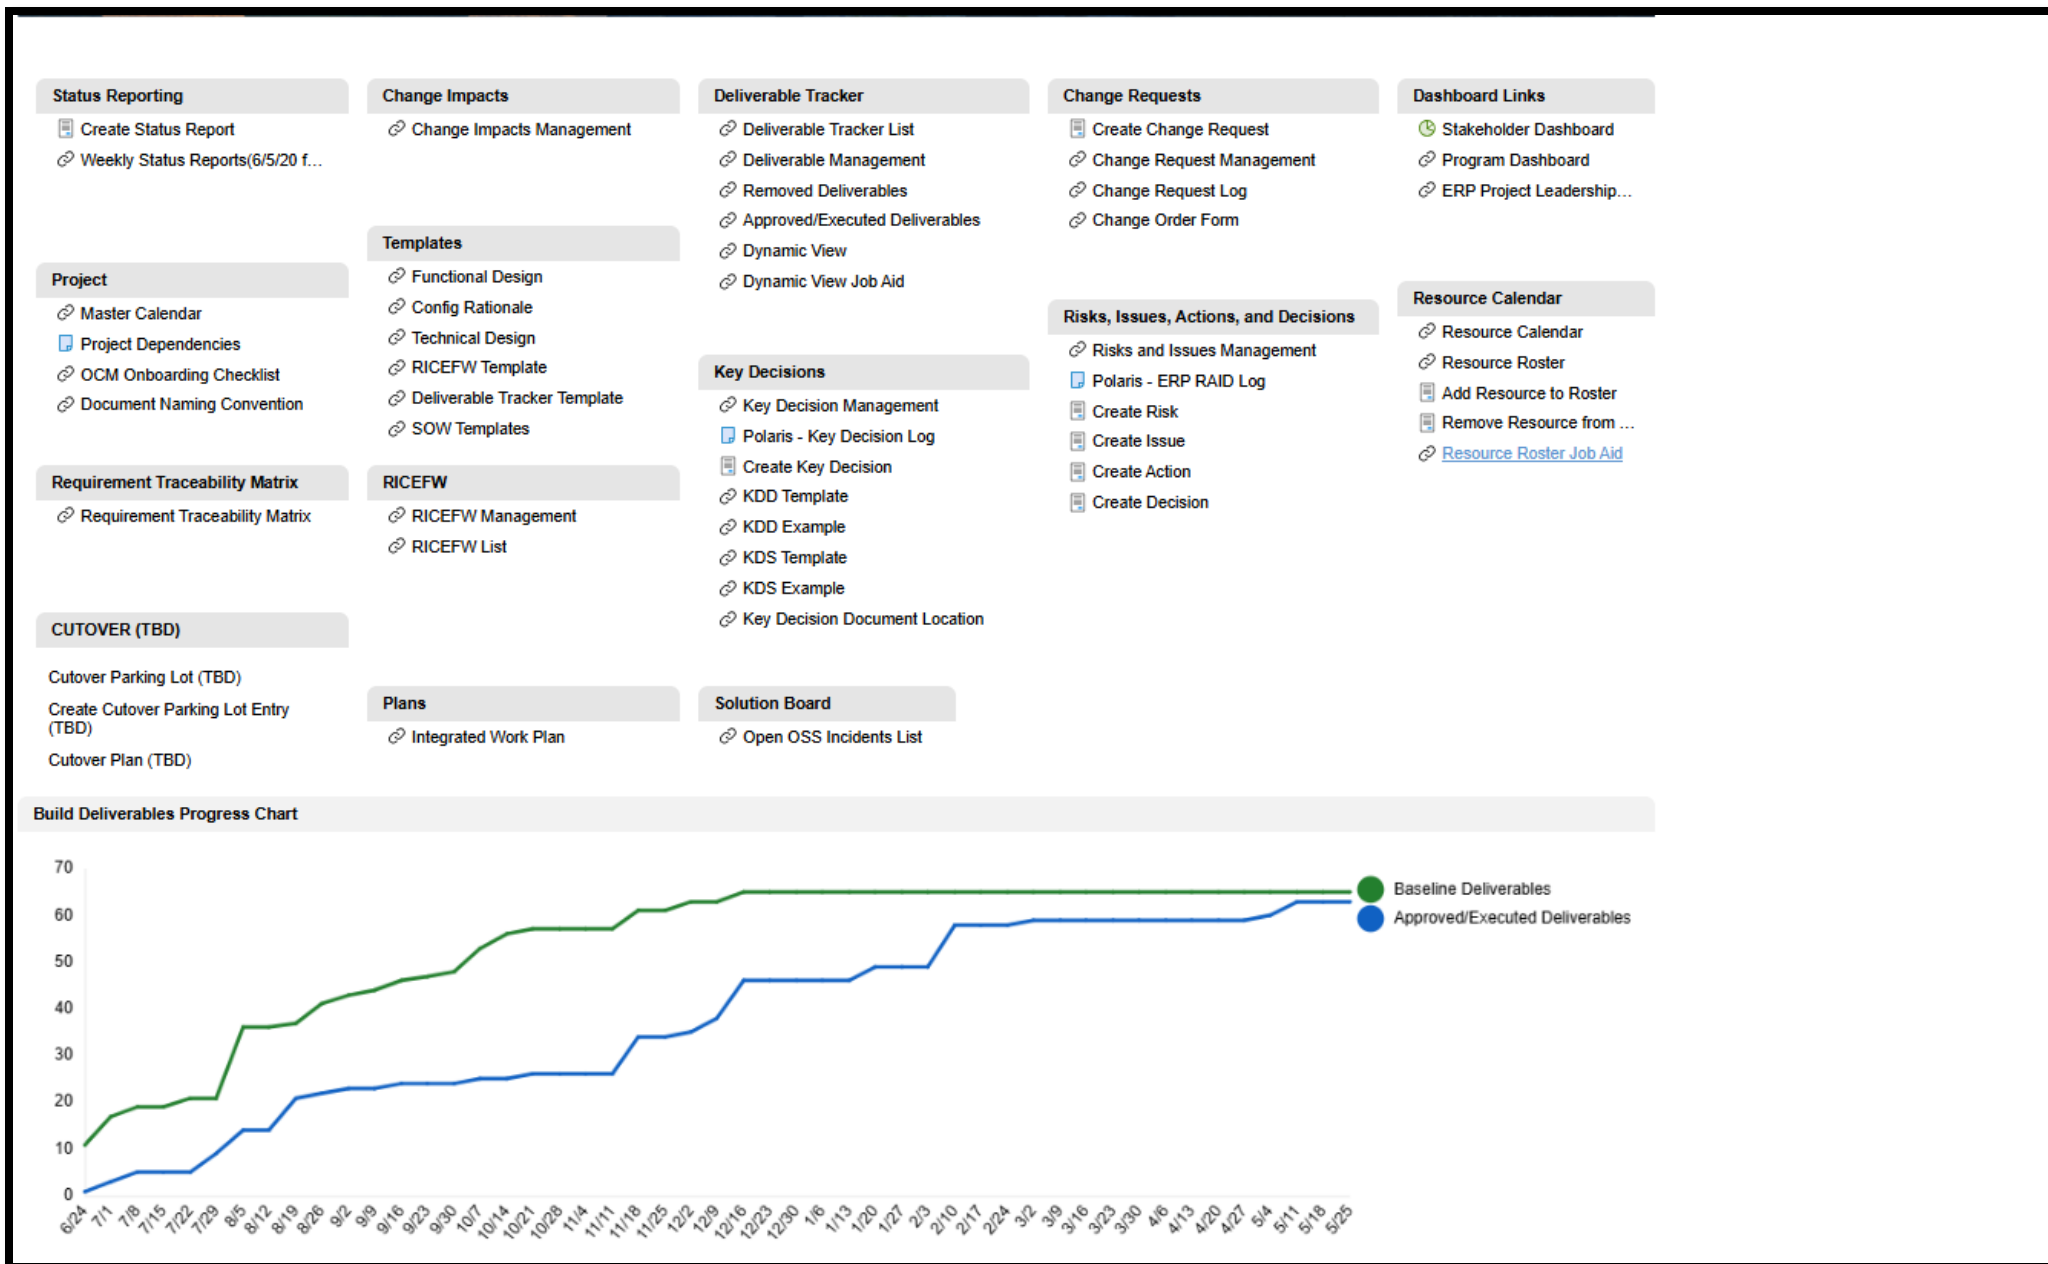 Status Reporting
Create Status Report
Weekly Status Reports(6/5/20 f...
Project
Master Calendar
Project Dependencies
OCM Onboarding Checklist
Document Naming Convention
Requirement Traceability Matrix
Requirement Traceability Matrix
CUTOVER (TBD)
Cutover Parking Lot (TBD)
Create Cutover Parking Lot Entry
(TBD)
Cutover Plan (TBD)
Change Impacts
Change Impacts Management
Templates
Functional Design
Config Rationale
Technical Design
RICEFW Template
Deliverable Tracker Template
SOW Templates
RICEFW
RICEFW Management
RICEFW List
Plans
Integrated Work Plan
Deliverable Tracker
Deliverable Tracker List
Deliverable Management
Removed Deliverables
Approved/Executed Deliverables
Dynamic View
Dynamic View Job Aid
Key Decisions
Key Decision Management
Polaris - Key Decision Log
Create Key Decision
KDD Template
KDD Example
KDS Template
KDS Example
Key Decision Document Location
Solution Board
Open OSS Incidents List
Change Requests
Create Change Request
Change Request Management
Change Request Log
Change Order Form
Risks, Issues, Actions, and Decisions
Risks and Issues Management
Polaris - ERP RAID Log
Create Risk
Create Issue
Create Action
Create Decision
Dashboard Links
Stakeholder Dashboard
Program Dashboard
ERP Project Leadership...
Resource Calendar
Resource Calendar
Resource Roster
Add Resource to Roster
Remove Resource from ...
Resource Roster Job Aid
Build Deliverables Progress Chart
70
60
50
40
30
20
10
0
6/24
7/1
7/8
7/15
7/22
7/29
8/5
8/12
8/19
8/26
9/2
9/9
9/16
9/23
9/30
10/7
10/14
10/21
10/28
11/4
11/11
11/18
11/25
12/2
12/9
12/16
12/23
12/30
1/6
1/13
1/20
1/27
2/3
2/10
2/17
2/24
3/2
3/9
3/16
3/23
3/30
4/6
4/13
4/20
4/27
5/4
5/11
5/18
5/25
Baseline Deliverables
Approved/Executed Deliverables